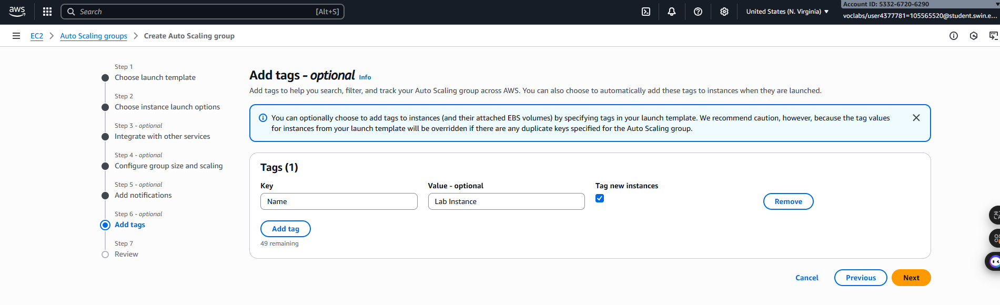 aws
Search
[Alt+S]
United States (N. Virginia)
Account ID: 5332-6720-6290
voclabs/user4377781=105565520@student.swin.e...
EC2
Auto Scaling groups
Create Auto Scaling group
Step 1
Choose launch template
Step 2
Choose instance launch options
Step 3 - optional
Integrate with other services
Step 4 - optional
Configure group size and scaling
Step 5 - optional
Add notifications
Step 6 - optional
Add tags
Step 7
Review
Add tags - optional Info
Add tags to help you search, filter, and track your Auto Scaling group across AWS. You can also choose to automatically add these tags to instances when they are launched.
You can optionally choose to add tags to instances (and their attached EBS volumes) by specifying tags in your launch template. We recommend caution, however, because the tag values
for instances from your launch template will be overridden if there are any duplicate keys specified for the Auto Scaling group.
Tags (1)
Key
Value - optional
Tag new instances
Name
Lab Instance
Remove
Add tag
49 remaining
Cancel
Previous
Next